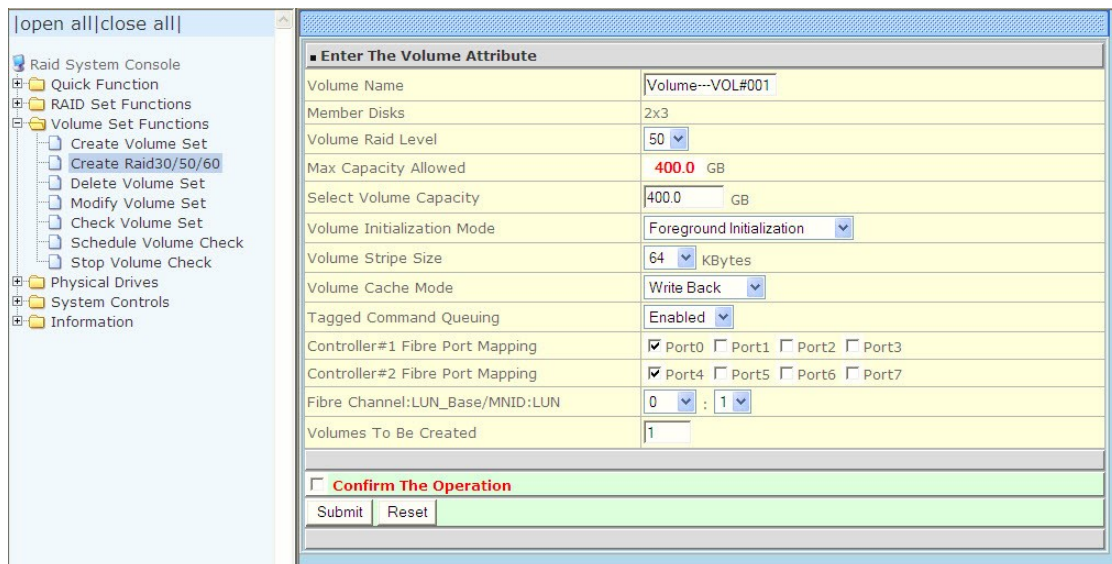 |open all|close all|
Raid System Console
Quick Function
RAID Set Functions
Volume Set Functions
Create Volume Set
Create Raid30/50/60
Delete Volume Set
Modify Volume Set
Check Volume Set
Schedule Volume Check
Stop Volume Check
Physical Drives
System Controls
Information
Enter The Volume Attribute
Volume Name Volume---VOL#001
Member Disks 2x3
Volume Raid Level 50
Max Capacity Allowed 400.0 GB
Select Volume Capacity 400.0 GB
Volume Initialization Mode Foreground Initialization
Volume Stripe Size 64 KBytes
Volume Cache Mode Write Back
Tagged Command Queuing Enabled
Controller#1 Fibre Port Mapping Port0 Port1 Port2 Port3
Controller#2 Fibre Port Mapping Port4 Port5 Port6 Port7
Fibre Channel:LUN_Base/MNID:LUN 0 : 1
Volumes To Be Created 1
Confirm The Operation
Submit Reset